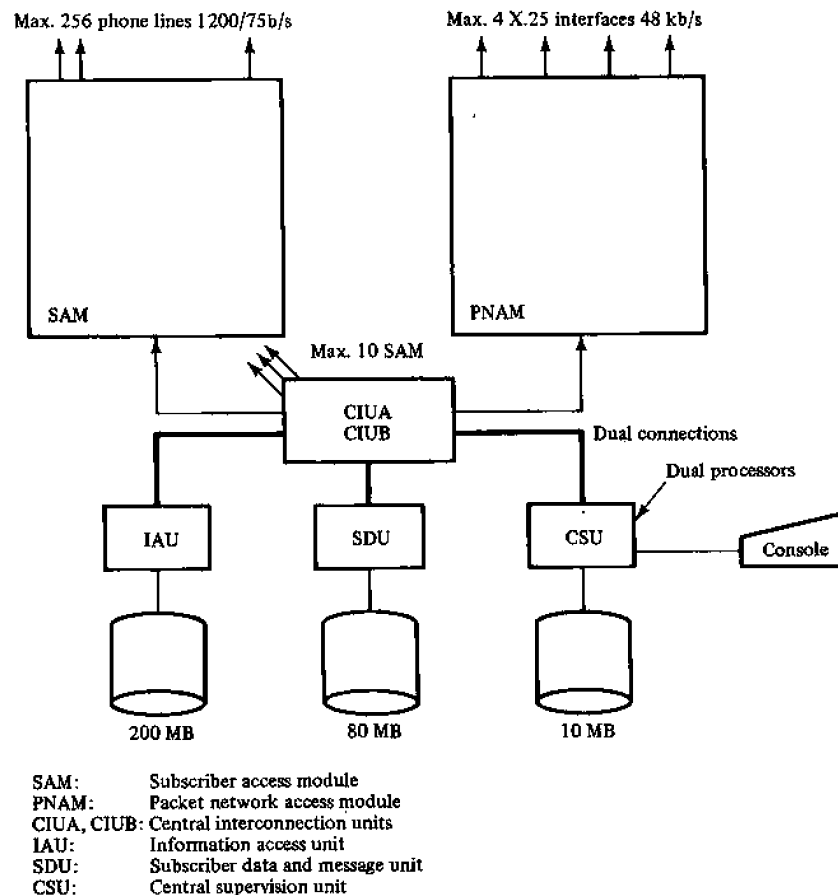 Max. 256 phone lines 1200/75b/s
Max. 4 X.25 interfaces 48 kb/s
SAM
PNAM
Max. 10 SAM
CIUA
CIUB
Dual connections
Dual processors
IAU
SDU
CSU
Console
200 MB
80 MB
10 MB
SAM: Subscriber access module
PNAM: Packet network access module
CIUA, CIUB: Central interconnection units
IAU: Information access unit
SDU: Subscriber data and message unit
CSU: Central supervision unit